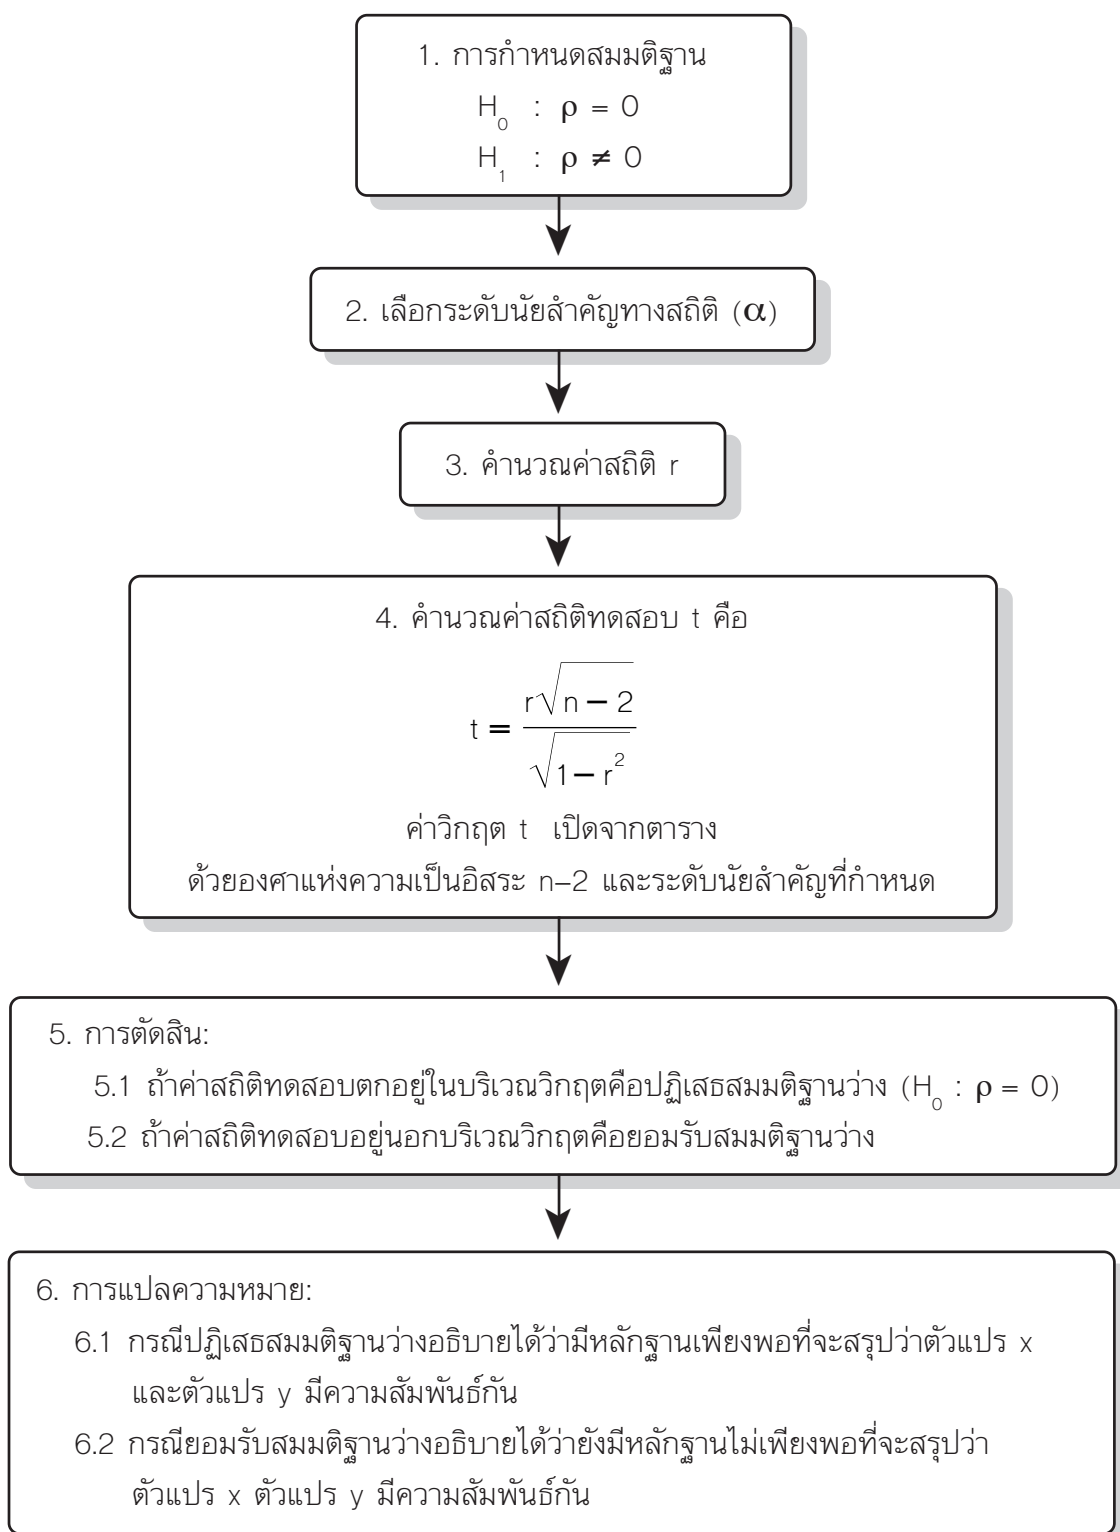 1. การกำหนดสมมติฐาน
H₀ : ρ = 0
H₁ : ρ ≠ 0
2. เลือกระดับนัยสำคัญทางสถิติ (α)
3. คำนวณค่าสถิติ r
4. คำนวณค่าสถิติทดสอบ t คือ
t = r√(n − 2) / √(1 − r²)
ค่าวิกฤต t เปิดจากตาราง
ด้วยองศาแห่งความเป็นอิสระ n–2 และระดับนัยสำคัญที่กำหนด
5. การตัดสิน:
5.1 ถ้าค่าสถิติทดสอบตกอยู่ในบริเวณวิกฤตคือปฏิเสธสมมติฐานว่าง (H₀ : ρ = 0)
5.2 ถ้าค่าสถิติทดสอบอยู่นอกบริเวณวิกฤตคือยอมรับสมมติฐานว่าง
6. การแปลความหมาย:
6.1 กรณีปฏิเสธสมมติฐานว่างอธิบายได้ว่ามีหลักฐานเพียงพอที่จะสรุปว่าตัวแปร x
และตัวแปร y มีความสัมพันธ์กัน
6.2 กรณียอมรับสมมติฐานว่างอธิบายได้ว่ายังมีหลักฐานไม่เพียงพอที่จะสรุปว่า
ตัวแปร x ตัวแปร y มีความสัมพันธ์กัน